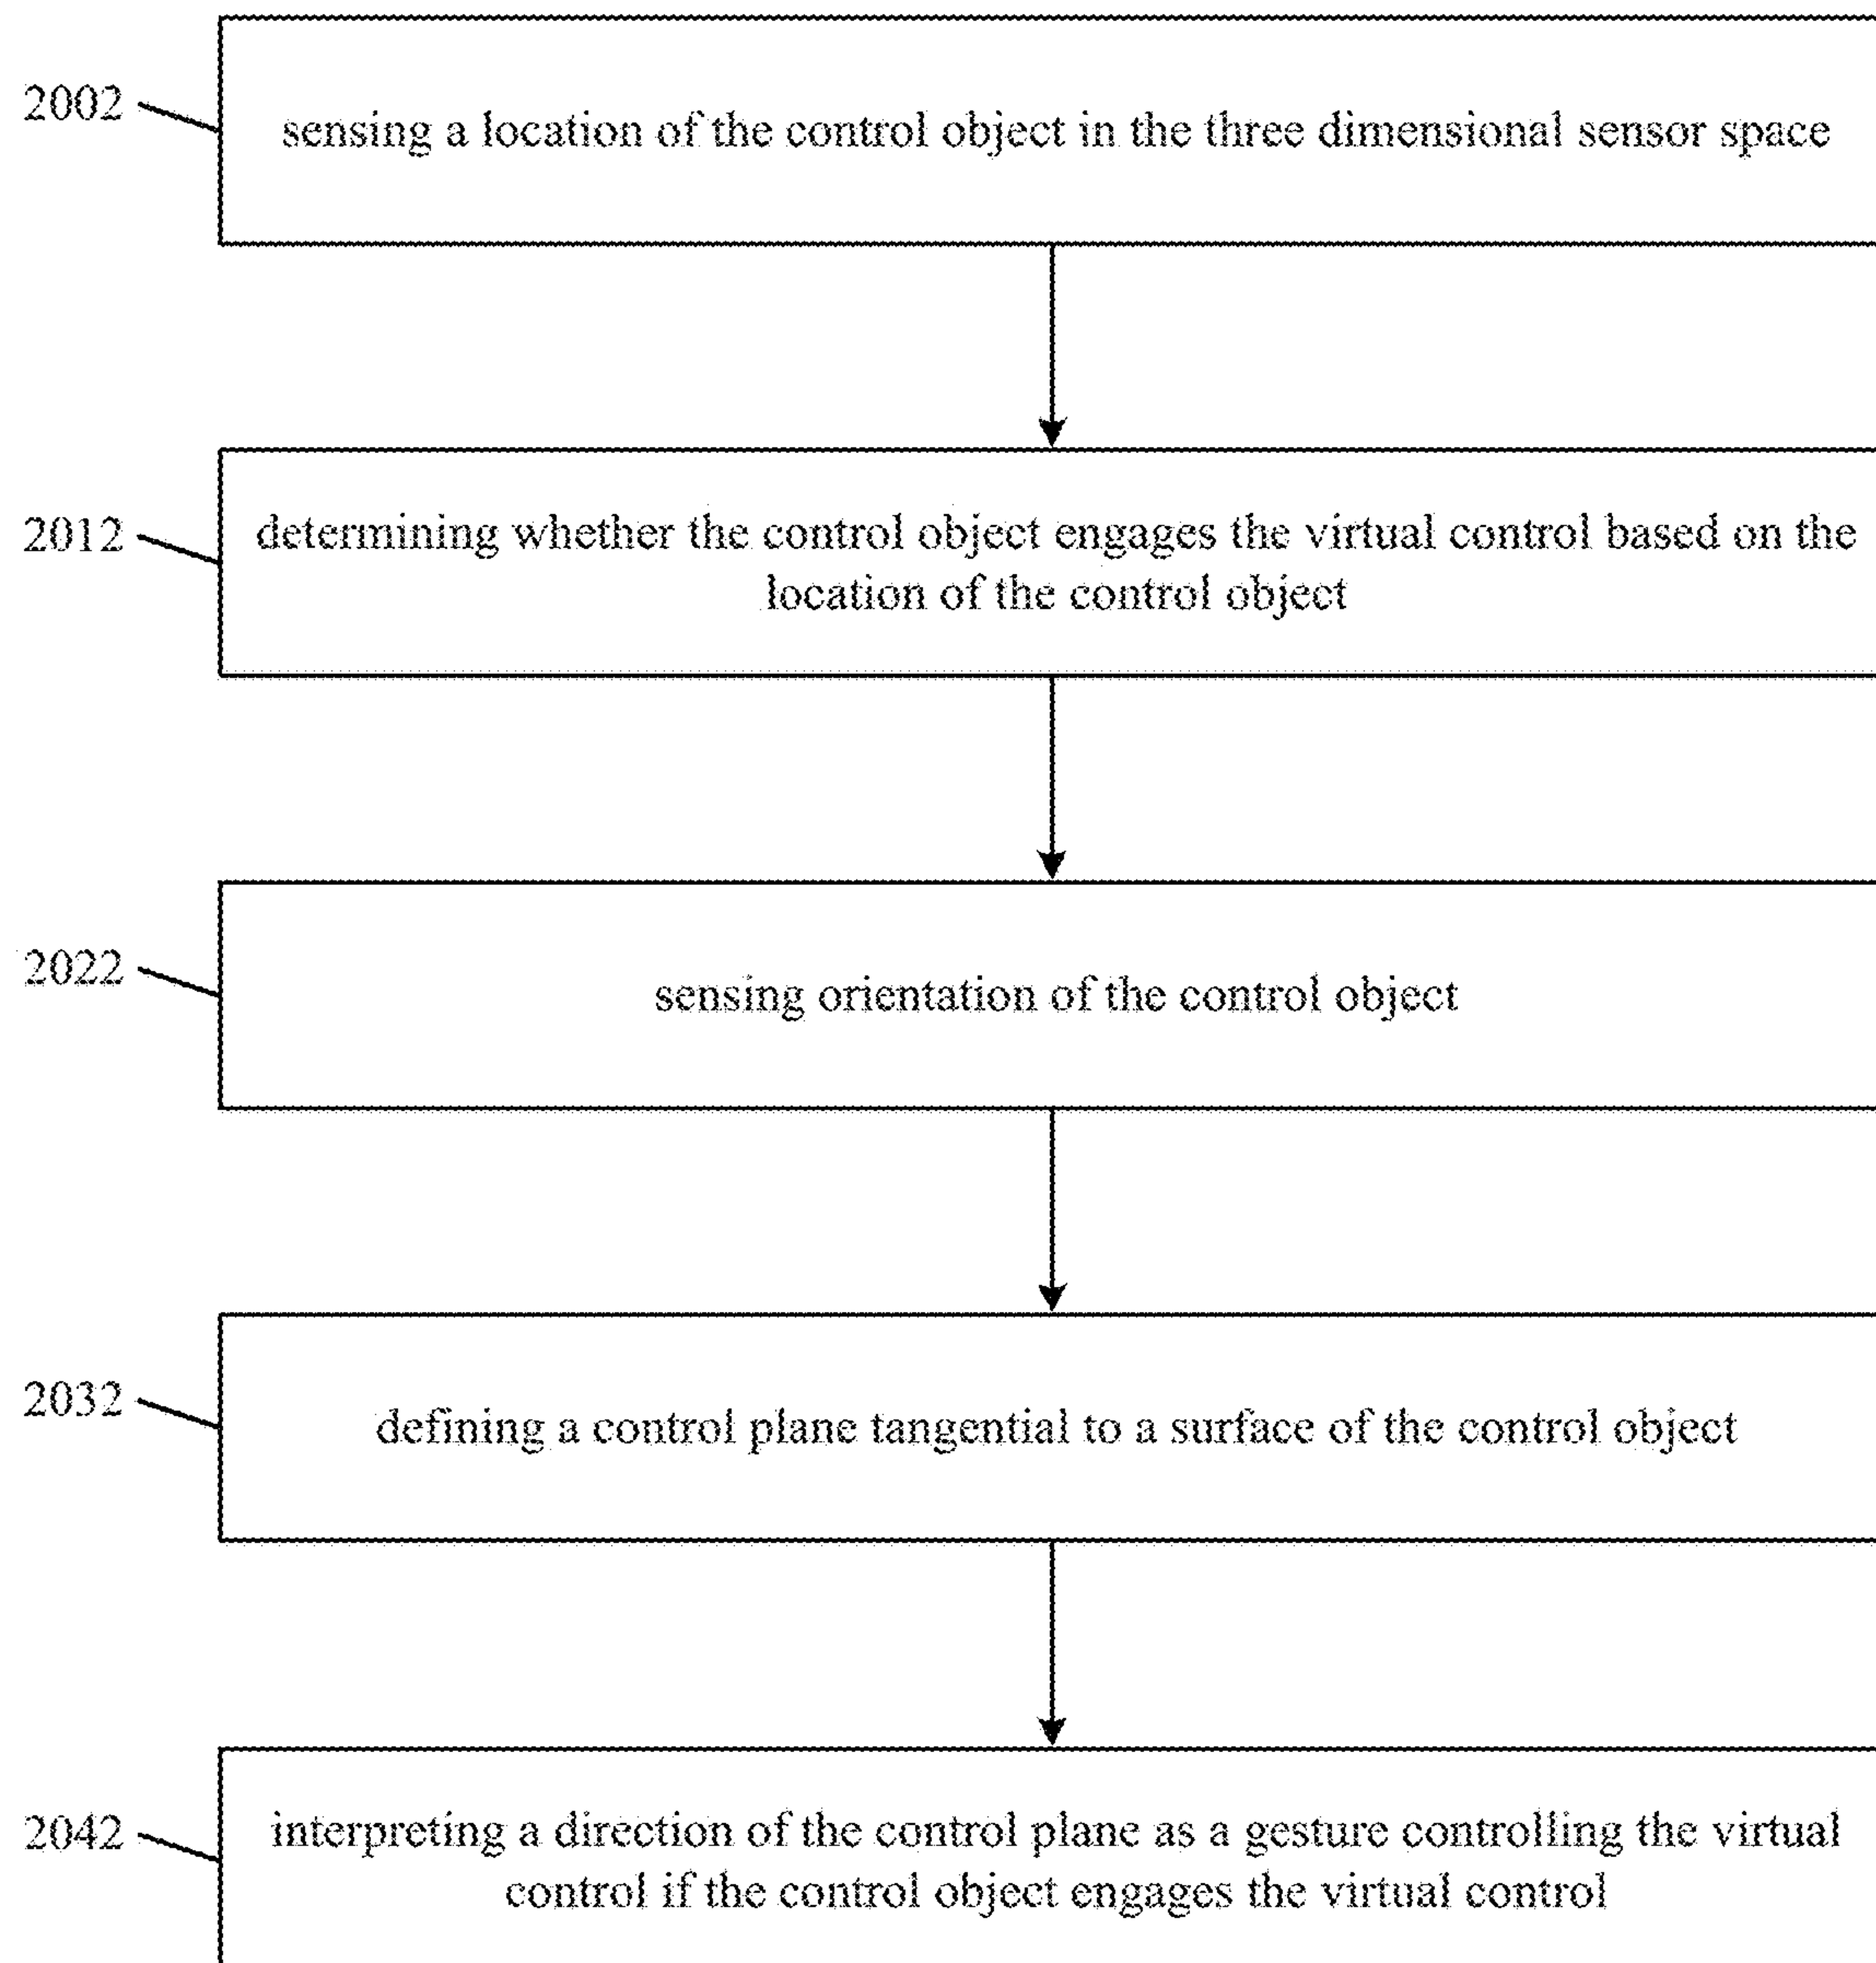 2002
sensing a location of the control object in the three dimensional sensor space
2012
determining whether the control object engages the virtual control based on the
location of the control object
2022
sensing orientation of the control object
2032
defining a control plane tangential to a surface of the control object
2042
interpreting a direction of the control plane as a gesture controlling the virtual
control if the control object engages the virtual control